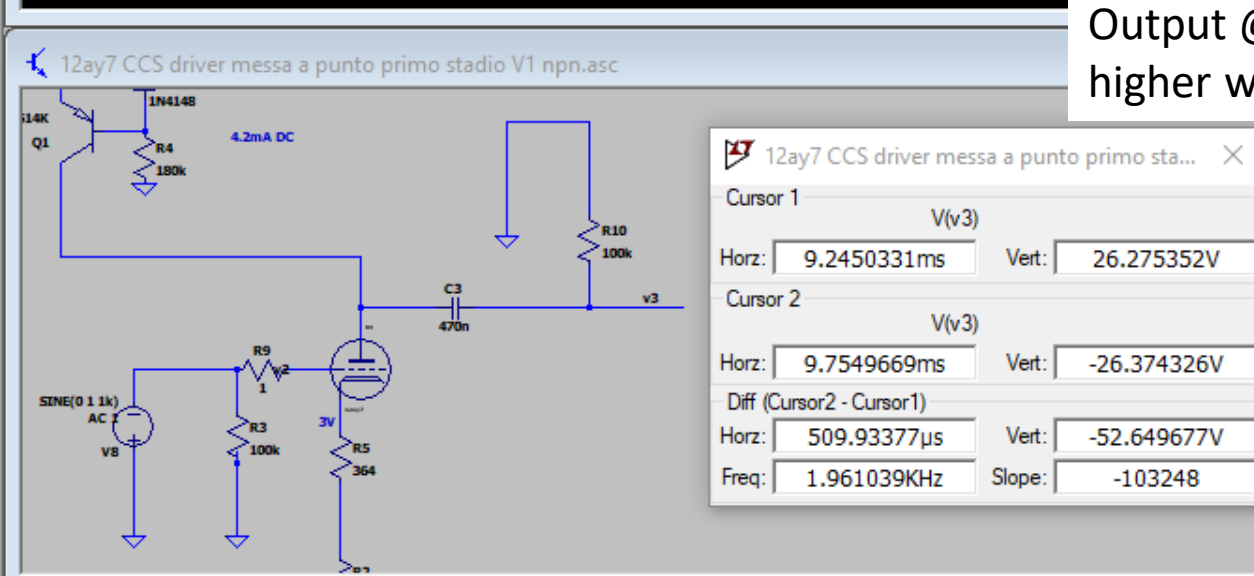 Output @
higher w
12ay7 CCS driver messa a punto primo stadio V1 npn.asc
1N4148
514K
Q1
4.2mA DC
R4
180k
R10
100k
C3
470n
v3
R9
v2
1
SINE(0 1 1k)
AC 1
V8
R3
100k
3V
R5
364
R2
12ay7 CCS driver messa a punto primo sta...
Cursor 1
V(v3)
Horz: 9.2450331ms Vert: 26.275352V
Cursor 2
V(v3)
Horz: 9.7549669ms Vert: -26.374326V
Diff (Cursor2 - Cursor1)
Horz: 509.93377µs Vert: -52.649677V
Freq: 1.961039KHz Slope: -103248